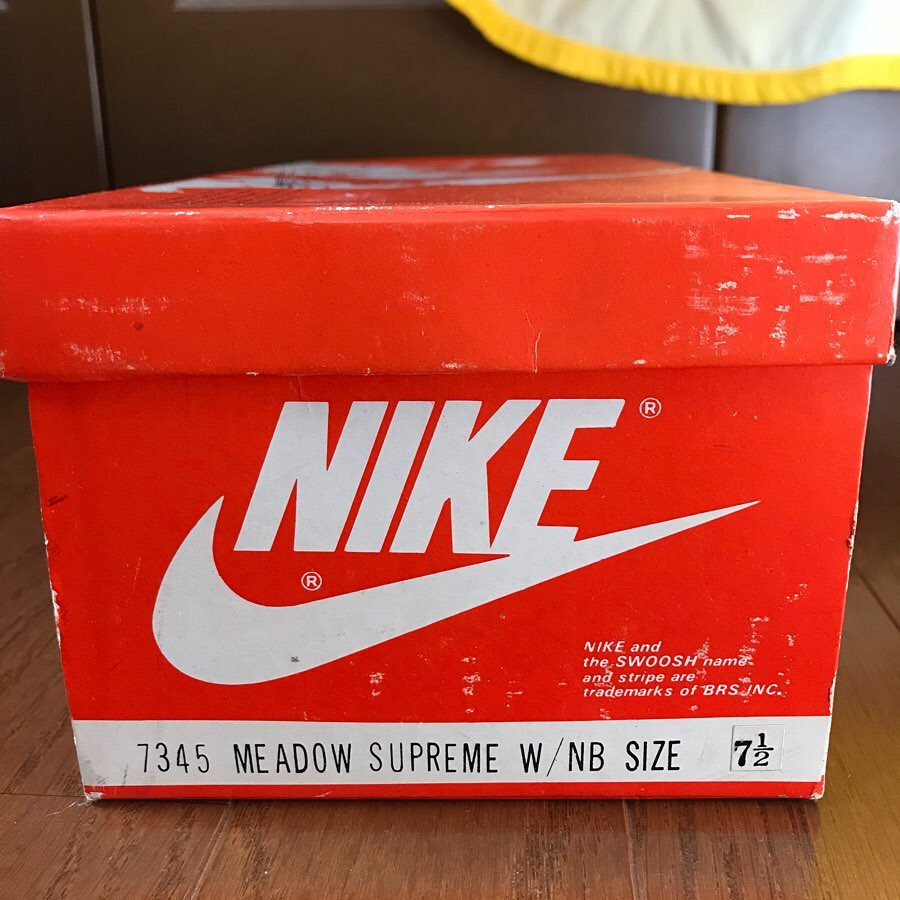 NIKE ®
®
NIKE and
the SWOOSH name
and stripe are
trademarks of BRS, INC.
7345 MEADOW SUPREME W/NB SIZE 7½